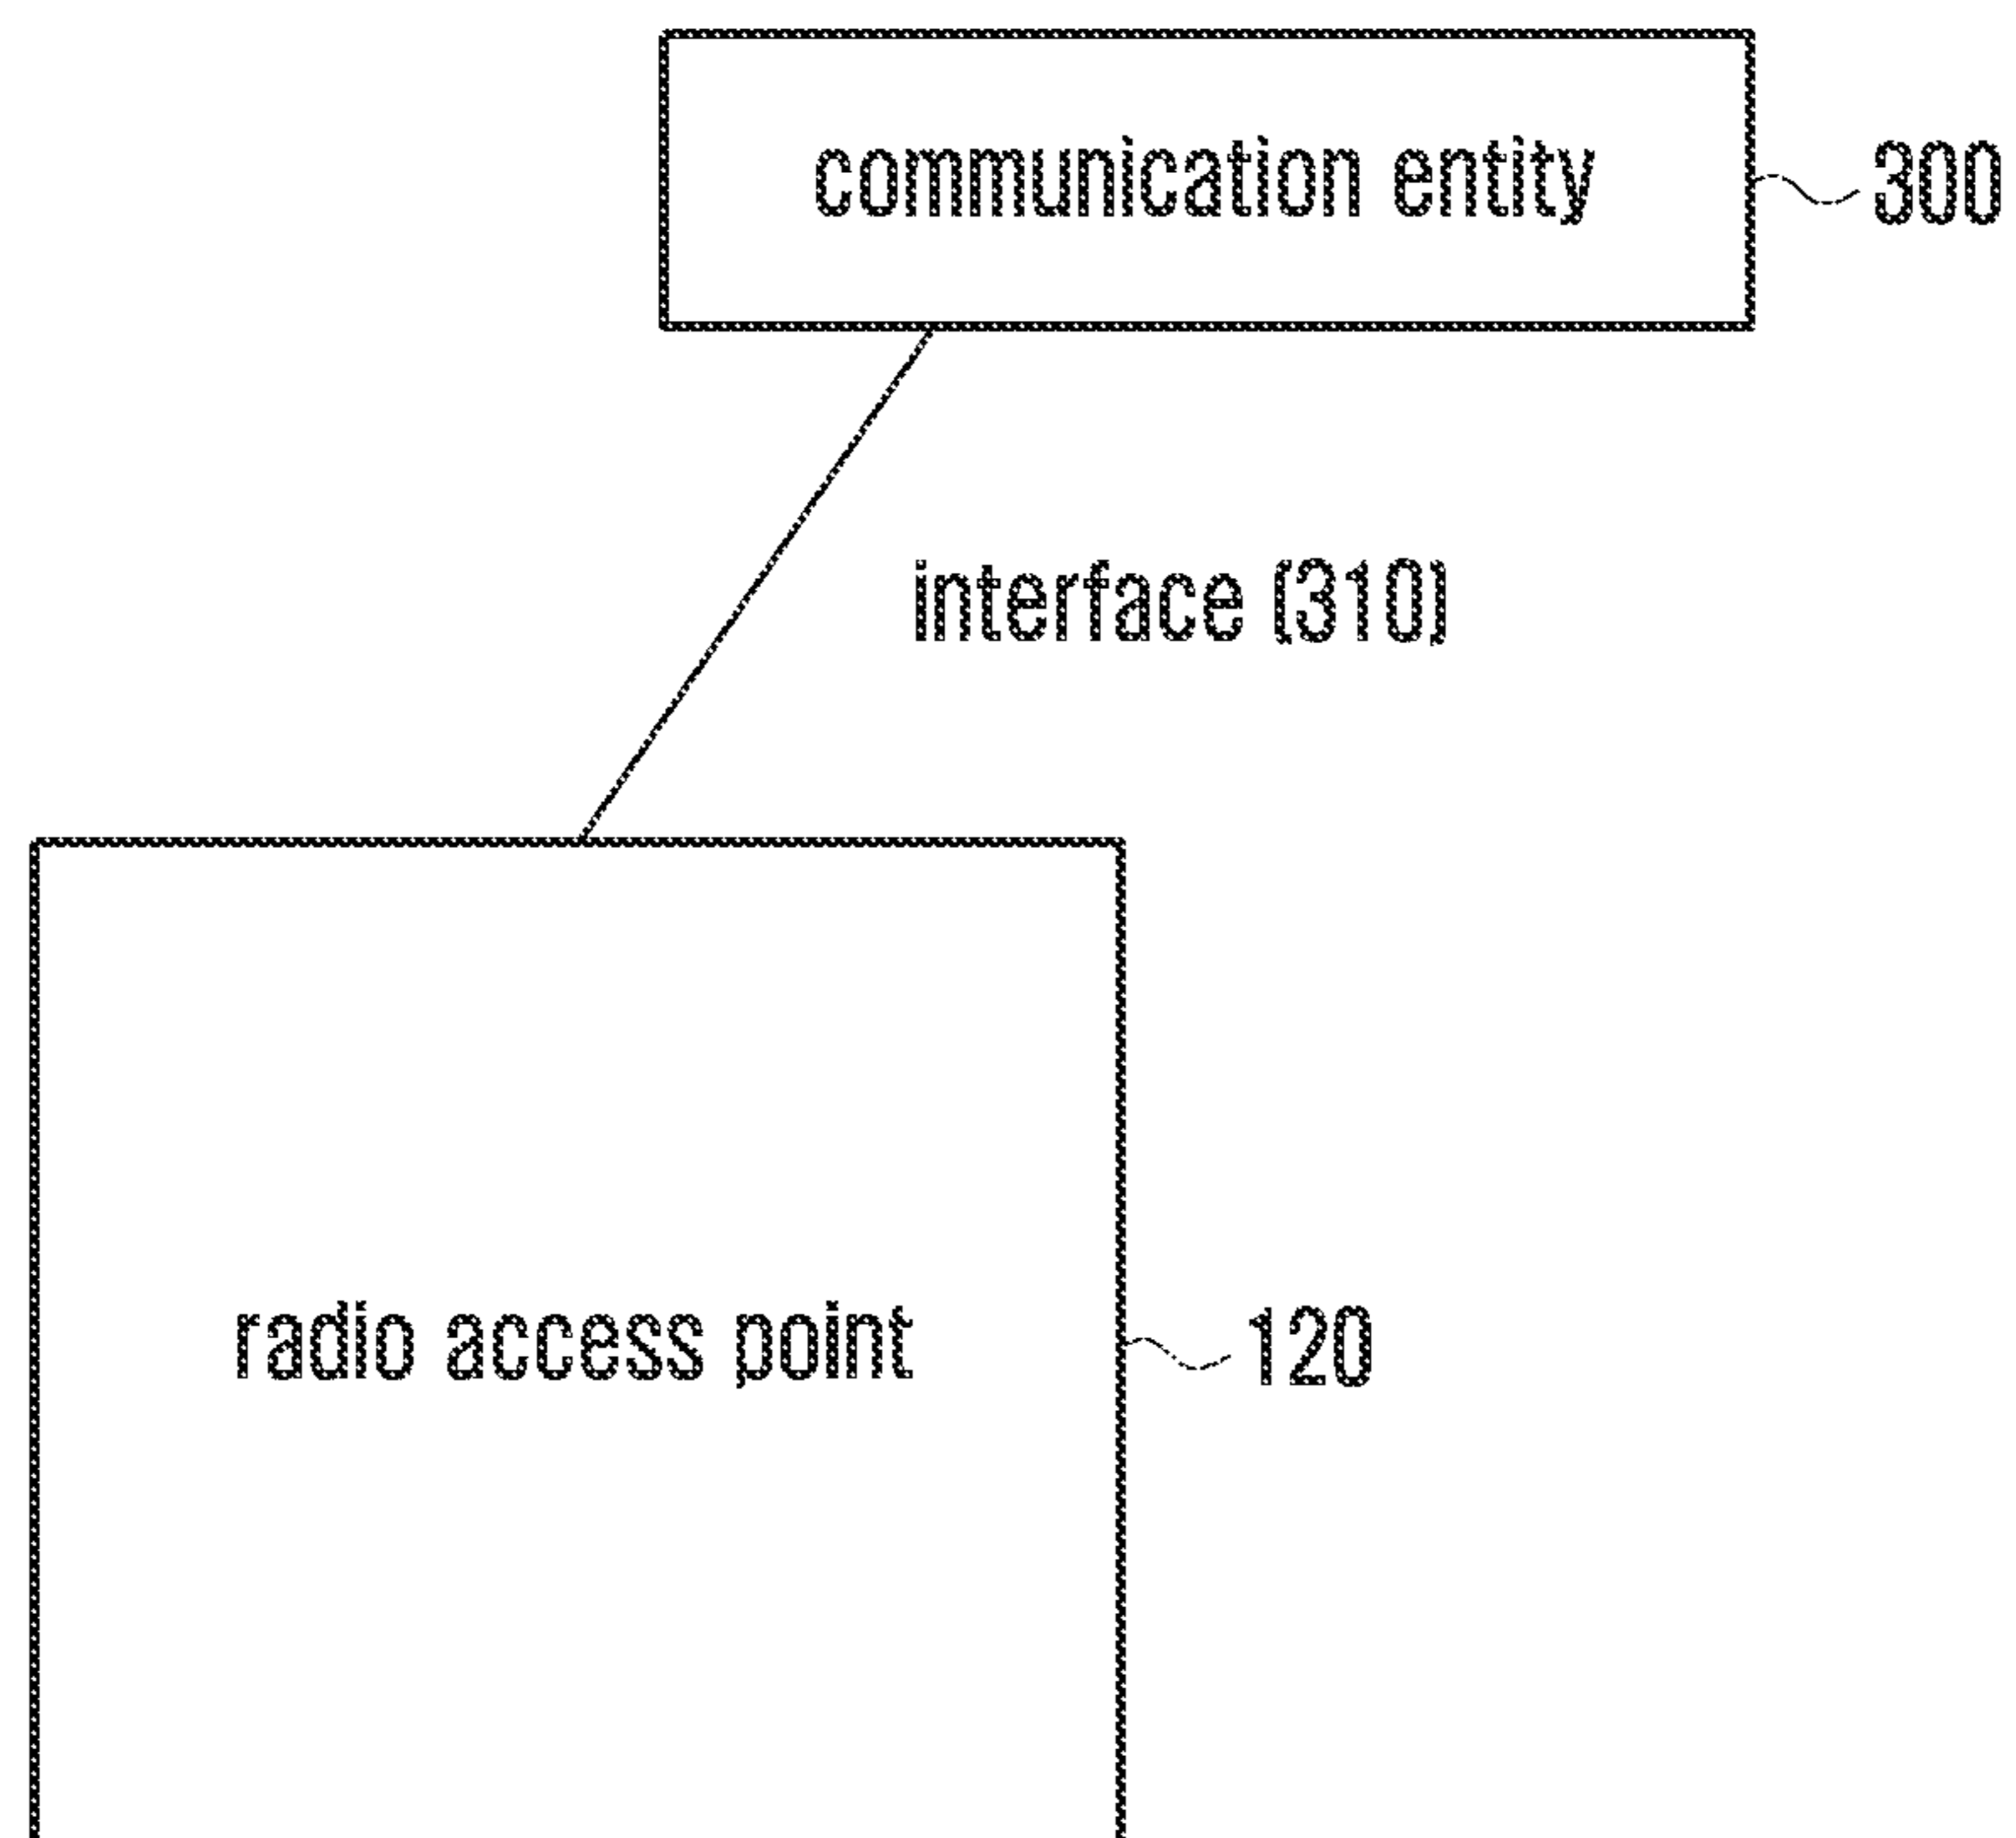 communication entity
300
interface (310)
radio access point
120